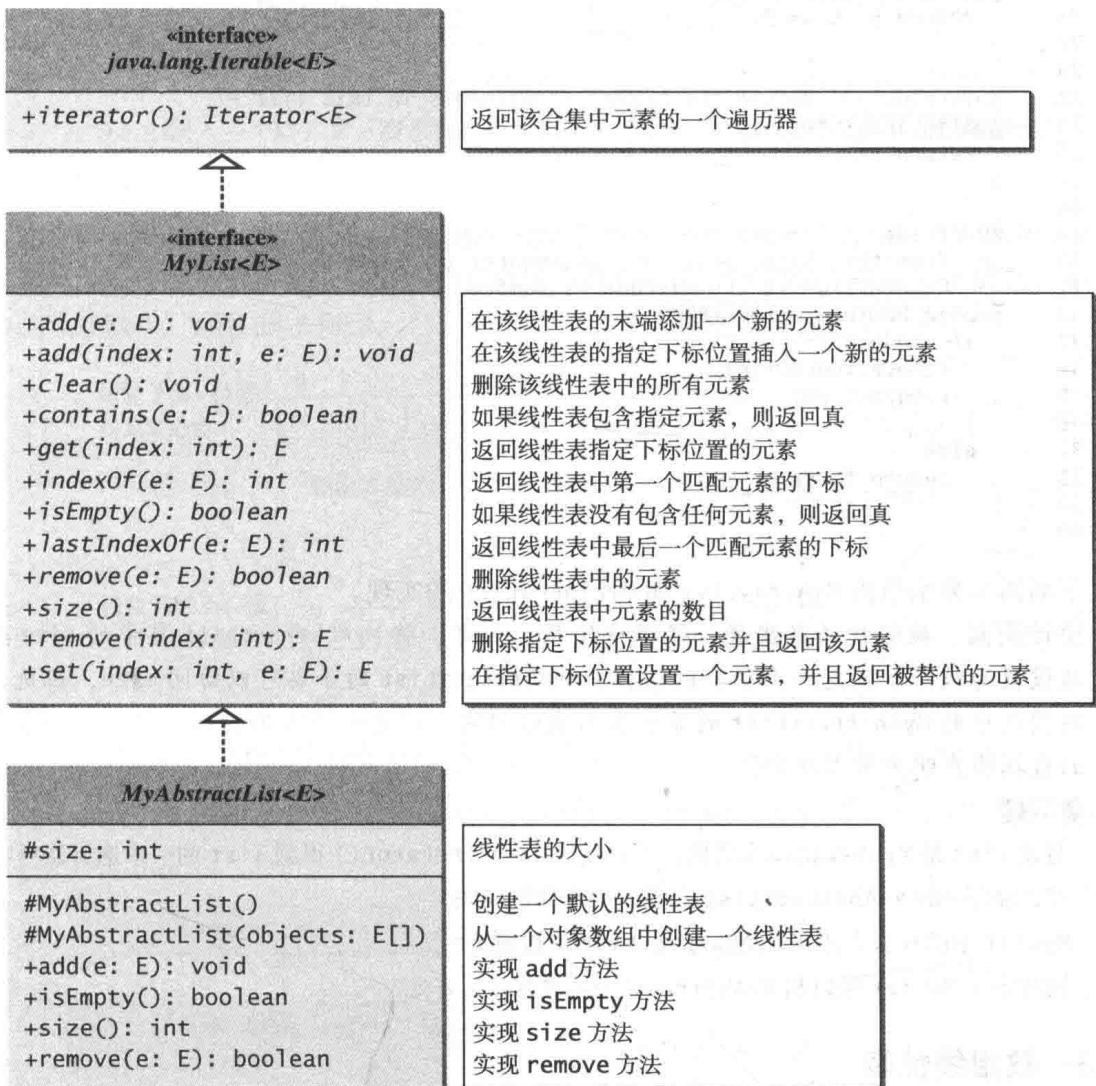 «interface»
java.lang.Iterable<E>
+iterator(): Iterator<E>
返回该合集中元素的一个遍历器
«interface»
MyList<E>
+add(e: E): void
在该线性表的末端添加一个新的元素
+add(index: int, e: E): void
在该线性表的指定下标位置插入一个新的元素
+clear(): void
删除该线性表中的所有元素
+contains(e: E): boolean
如果线性表包含指定元素，则返回真
+get(index: int): E
返回线性表指定下标位置的元素
+indexOf(e: E): int
返回线性表中第一个匹配元素的下标
+isEmpty(): boolean
如果线性表没有包含任何元素，则返回真
+lastIndexOf(e: E): int
返回线性表中最后一个匹配元素的下标
+remove(e: E): boolean
删除线性表中的元素
+size(): int
返回线性表中元素的数目
+remove(index: int): E
删除指定下标位置的元素并且返回该元素
+set(index: int, e: E): E
在指定下标位置设置一个元素，并且返回被替代的元素
MyAbstractList<E>
#size: int
线性表的大小
#MyAbstractList()
创建一个默认的线性表
#MyAbstractList(objects: E[])
从一个对象数组中创建一个线性表
+add(e: E): void
实现 add 方法
+isEmpty(): boolean
实现 isEmpty 方法
+size(): int
实现 size 方法
+remove(e: E): boolean
实现 remove 方法